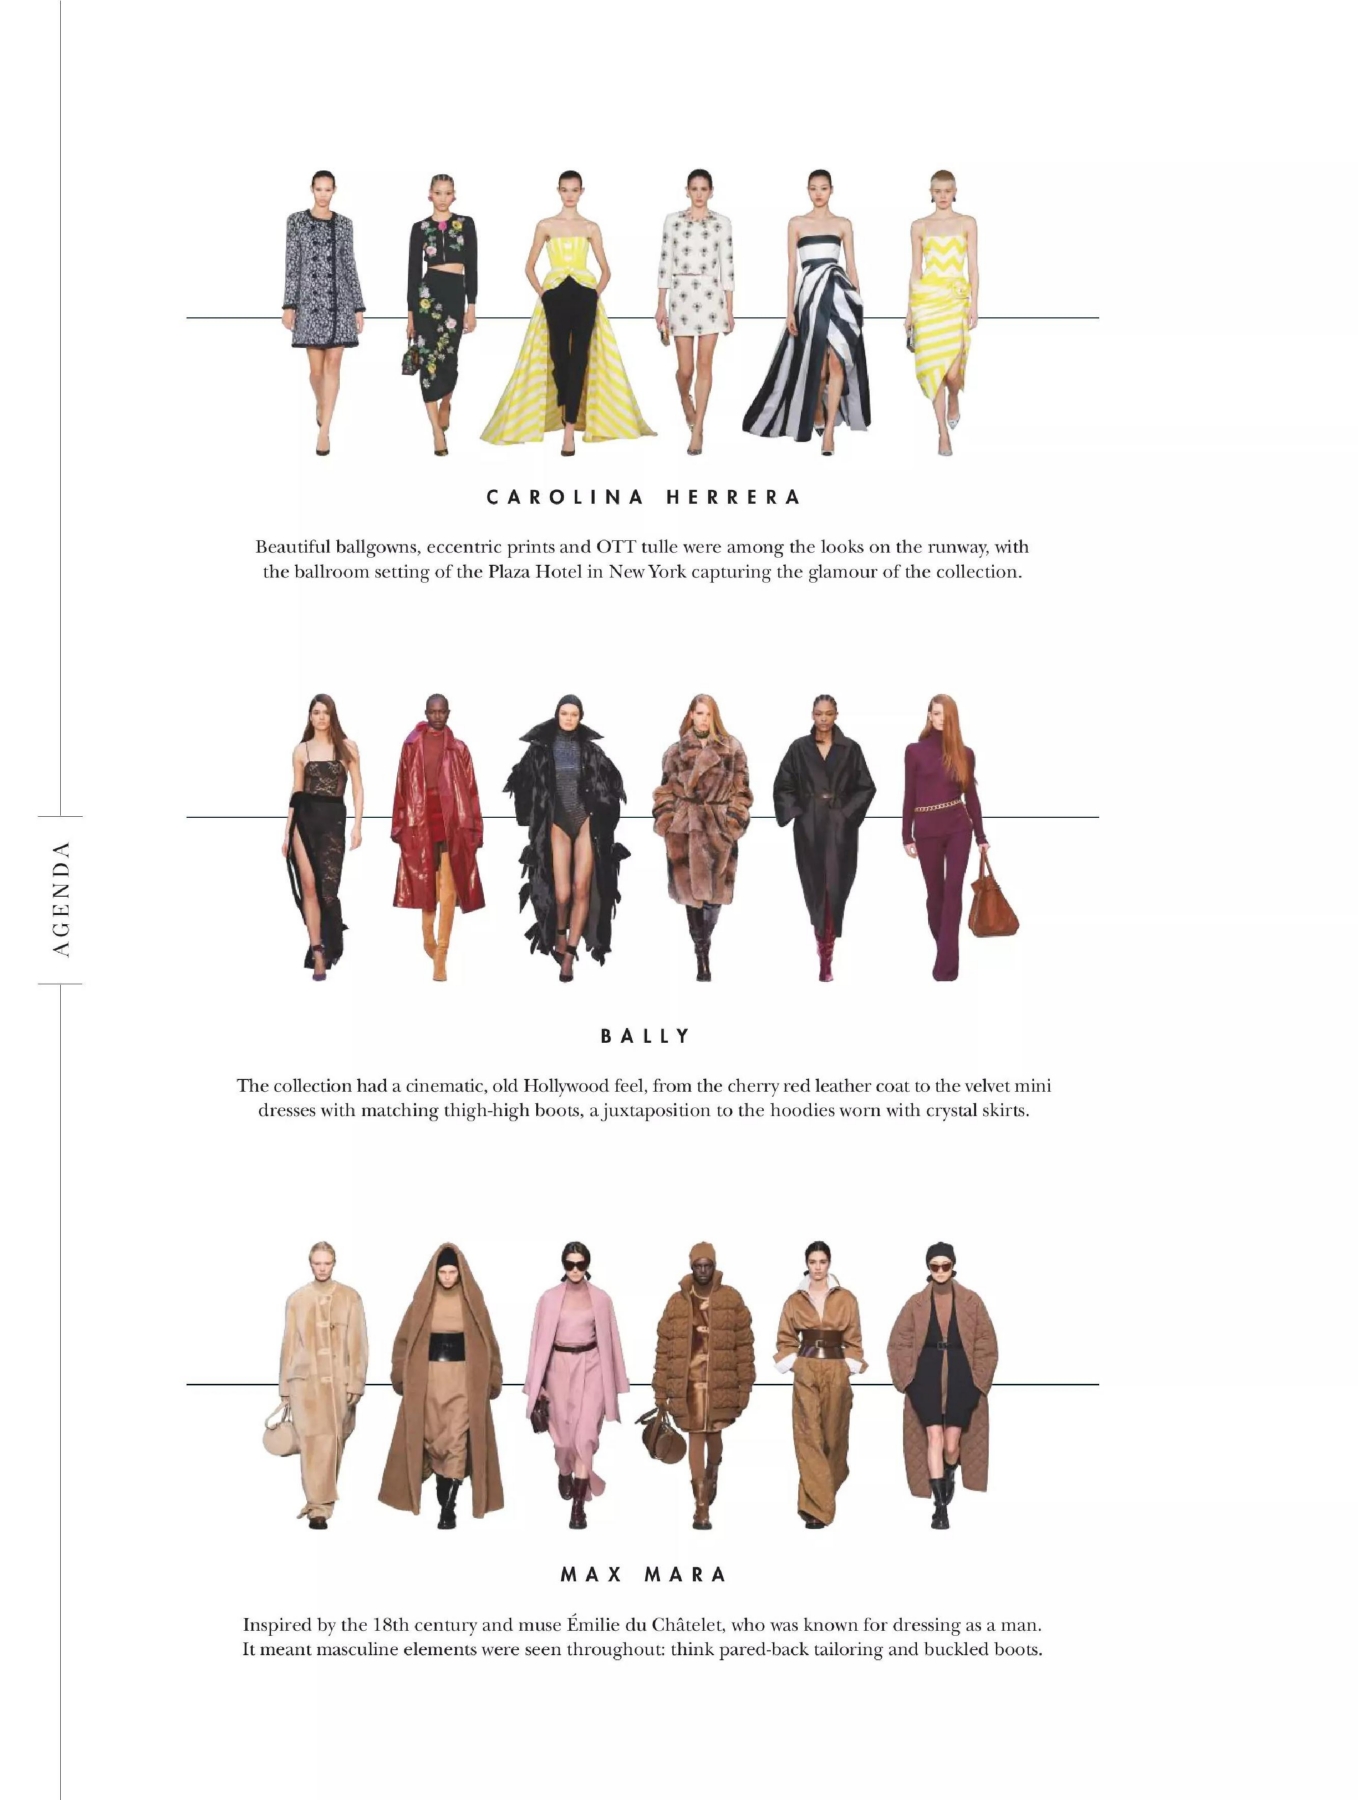 CAROLINA HERRERA
Beautiful ballgowns, eccentric prints and OTT tulle were among the looks on the runway, with
the ballroom setting of the Plaza Hotel in New York capturing the glamour of the collection.
AGENDA
BALLY
The collection had a cinematic, old Hollywood feel, from the cherry red leather coat to the velvet mini
dresses with matching thigh-high boots, a juxtaposition to the hoodies worn with crystal skirts.
MAX MARA
Inspired by the 18th century and muse Émilie du Châtelet, who was known for dressing as a man.
It meant masculine elements were seen throughout: think pared-back tailoring and buckled boots.